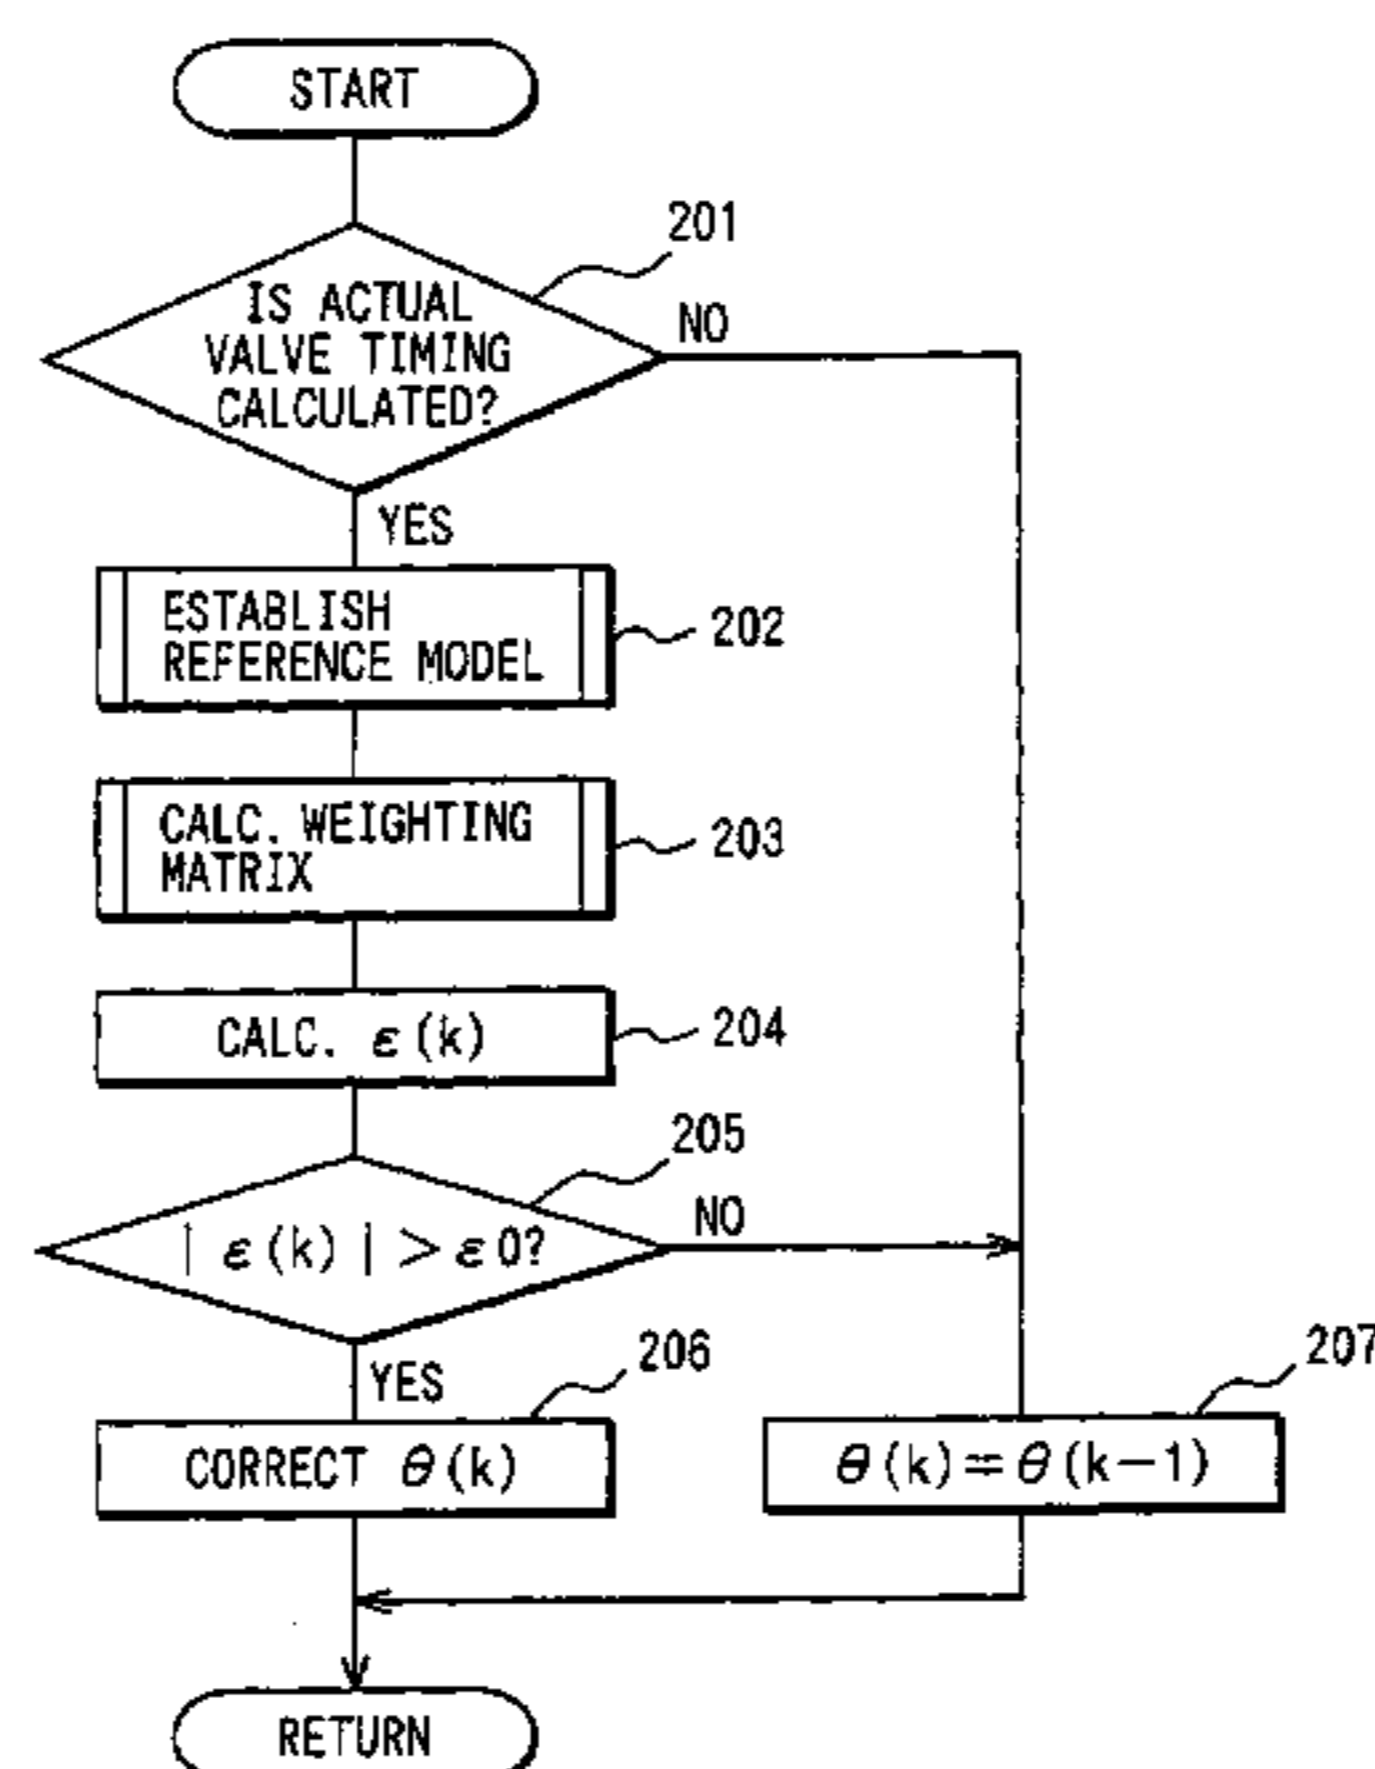 START
201
IS ACTUAL
VALVE TIMING
CALCULATED?
NO
YES
ESTABLISH
REFERENCE MODEL
202
CALC. WEIGHTING
MATRIX
203
CALC. ε(k)
204
205
|ε(k)|>ε0?
NO
YES
206
207
CORRECT θ(k)
θ(k)=θ(k-1)
RETURN